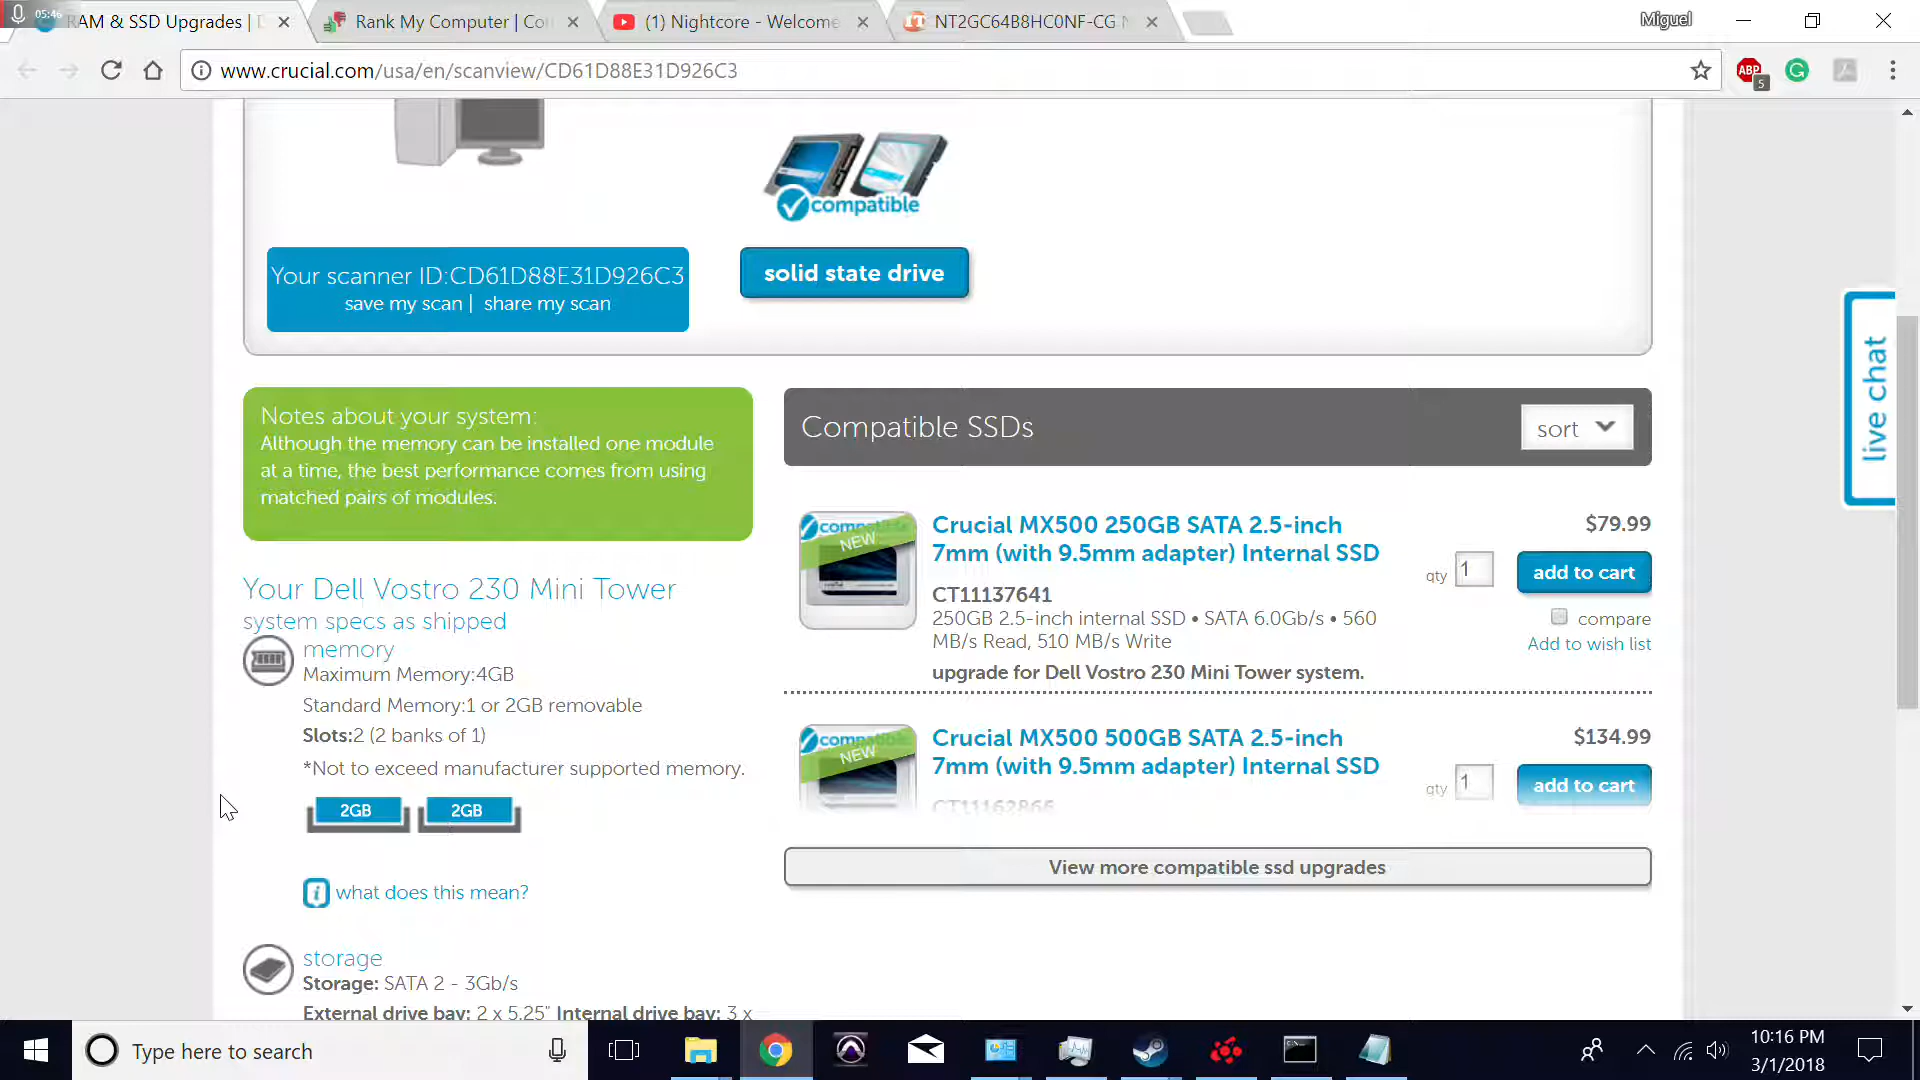 05:46
RAM & SSD Upgrades |
Rank My Computer | Co
(1) Nightcore - Welcome
NT2GC64B8HC0NF-CG
Miguel
www.crucial.com/usa/en/scanview/CD61D88E31D926C3
ABP
5
compatible
Your scanner ID:CD61D88E31D926C3
save my scan | share my scan
solid state drive
live chat
Notes about your system:
Although the memory can be installed one module
at a time, the best performance comes from using
matched pairs of modules.
Your Dell Vostro 230 Mini Tower
system specs as shipped
memory
Maximum Memory:4GB
Standard Memory:1 or 2GB removable
Slots:2 (2 banks of 1)
*Not to exceed manufacturer supported memory.
2GB 2GB
what does this mean?
storage
Storage: SATA 2 - 3Gb/s
External drive bay: 2 x 5.25" Internal drive bay: 3 x
Compatible SSDs
sort
compatible
NEW
Crucial MX500 250GB SATA 2.5-inch
7mm (with 9.5mm adapter) Internal SSD
CT11137641
250GB 2.5-inch internal SSD • SATA 6.0Gb/s • 560
MB/s Read, 510 MB/s Write
upgrade for Dell Vostro 230 Mini Tower system.
$79.99
qty 1
add to cart
compare
Add to wish list
compatible
NEW
Crucial MX500 500GB SATA 2.5-inch
7mm (with 9.5mm adapter) Internal SSD
CT11162866
$134.99
qty 1
add to cart
View more compatible ssd upgrades
Type here to search
10:16 PM
3/1/2018